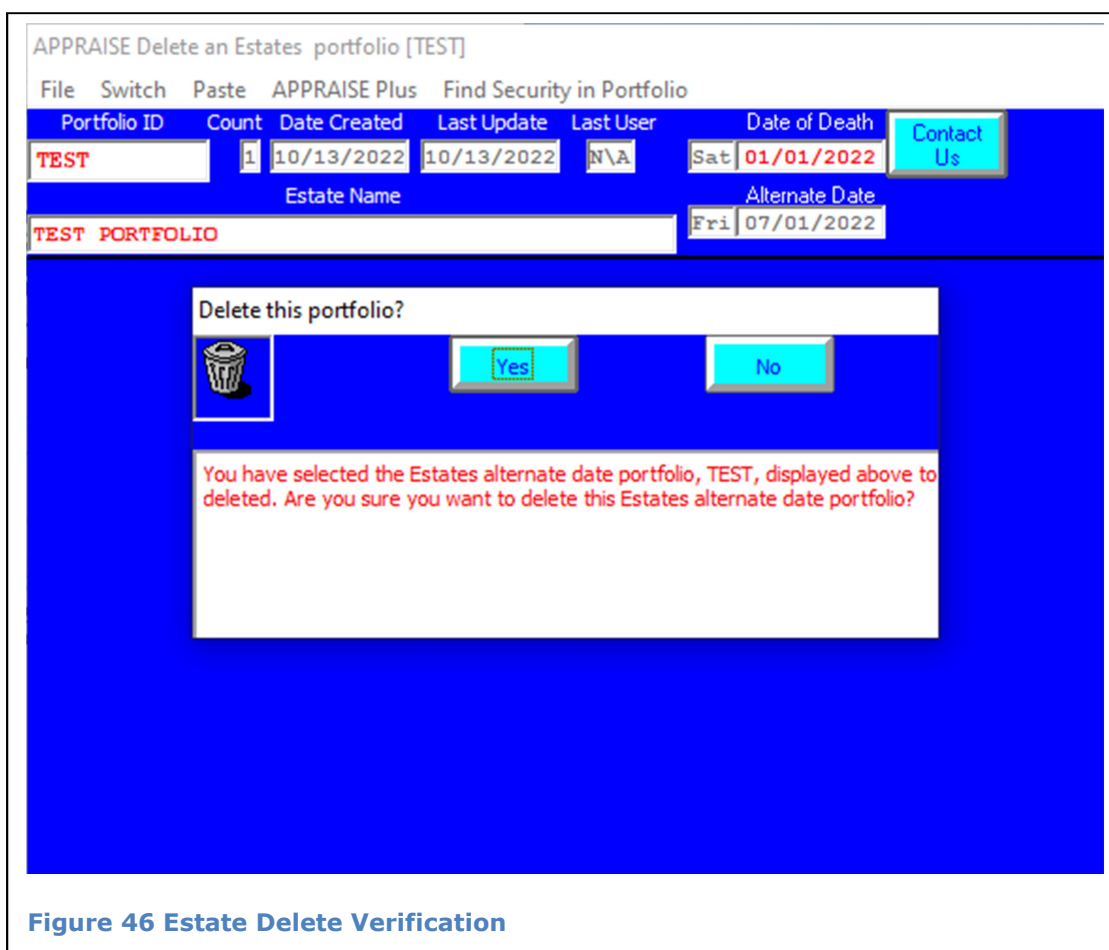 APPRAISE Delete an Estates portfolio [TEST]
File Switch Paste APPRAISE Plus Find Security in Portfolio
Portfolio ID Count Date Created Last Update Last User Date of Death
TEST 1 10/13/2022 10/13/2022 N\A Sat 01/01/2022
Contact
Us
Estate Name Alternate Date
TEST PORTFOLIO Fri 07/01/2022
Delete this portfolio?
Yes No
You have selected the Estates alternate date portfolio, TEST, displayed above to
deleted. Are you sure you want to delete this Estates alternate date portfolio?
Figure 46 Estate Delete Verification